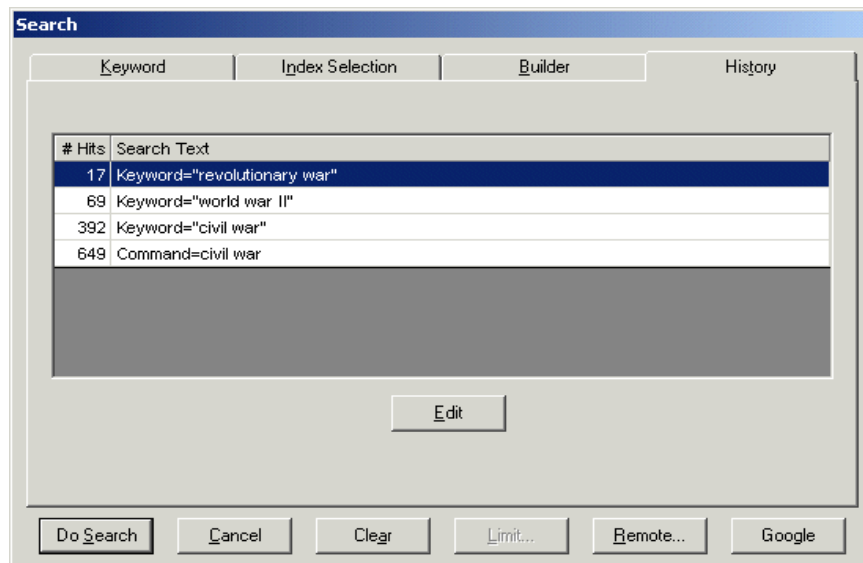 Search
Keyword Index Selection Builder History
# Hits Search Text
17 Keyword="revolutionary war"
69 Keyword="world war II"
392 Keyword="civil war"
649 Command=civil war
Edit
Do Search Cancel Clear Limit... Remote... Google